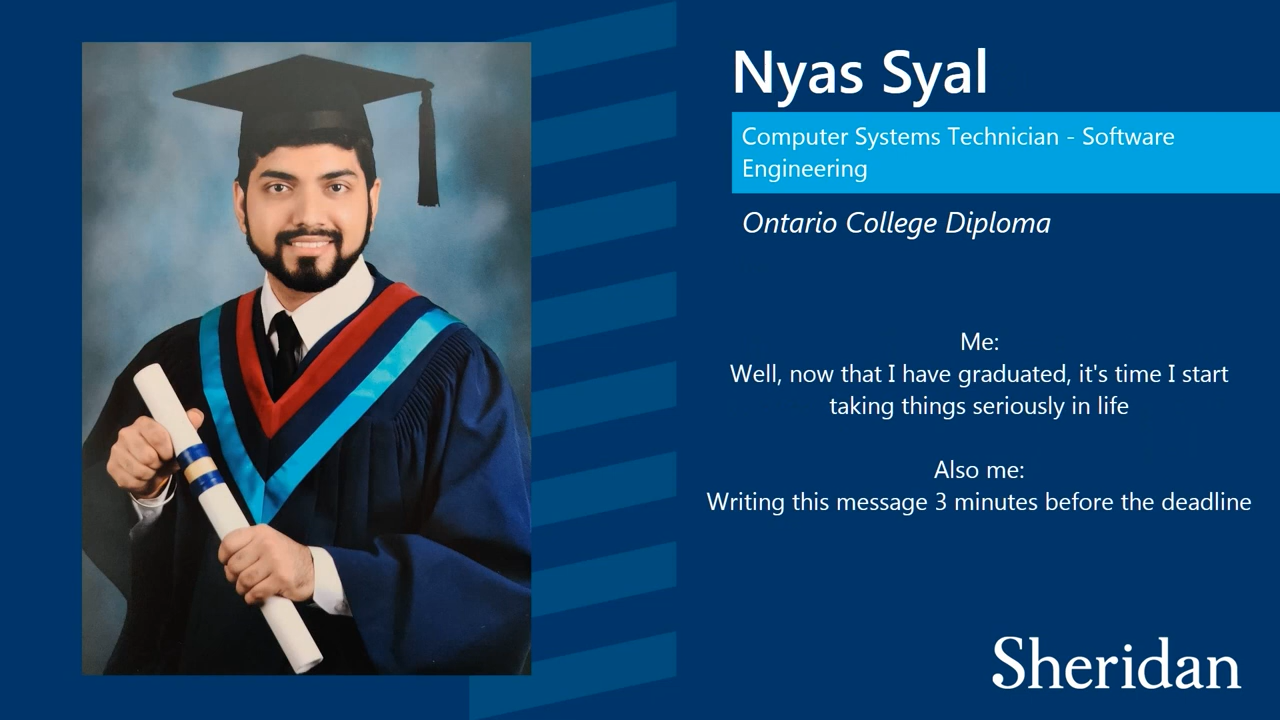 Nyas Syal
Computer Systems Technician - Software
Engineering
Ontario College Diploma
Me:
Well, now that I have graduated, it's time I start
taking things seriously in life
Also me:
Writing this message 3 minutes before the deadline
Sheridan